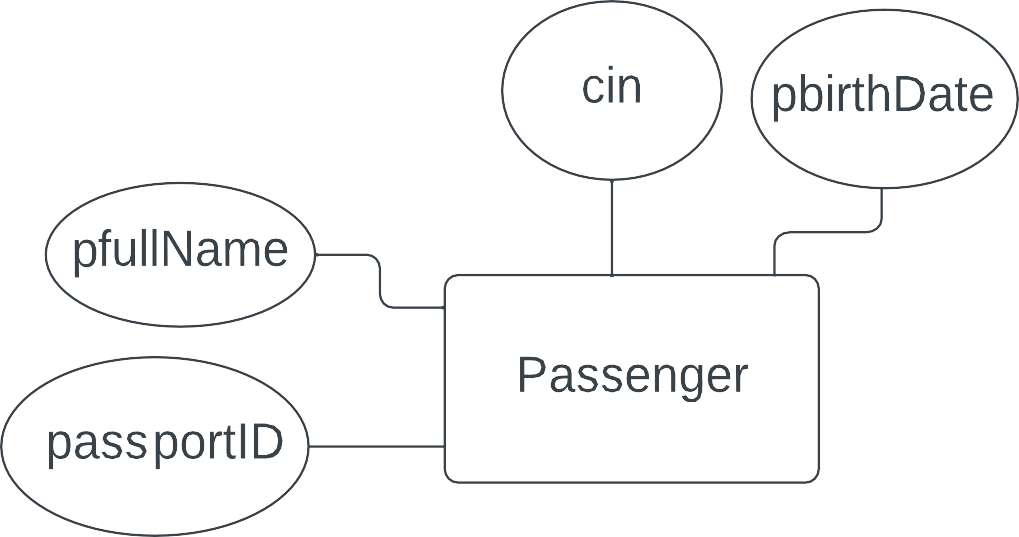 cin
pbirthDate
pfullName
Passenger
passportID